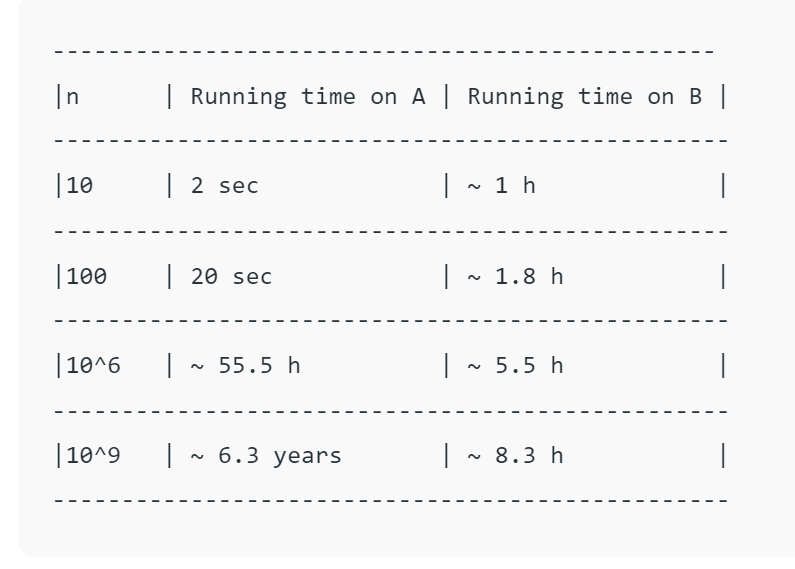 ------------------------------------------------
|n      | Running time on A | Running time on B |
-------------------------------------------------
|10     | 2 sec             | ~ 1 h             |
-------------------------------------------------
|100    | 20 sec            | ~ 1.8 h           |
-------------------------------------------------
|10^6   | ~ 55.5 h          | ~ 5.5 h           |
-------------------------------------------------
|10^9   | ~ 6.3 years       | ~ 8.3 h           |
-------------------------------------------------